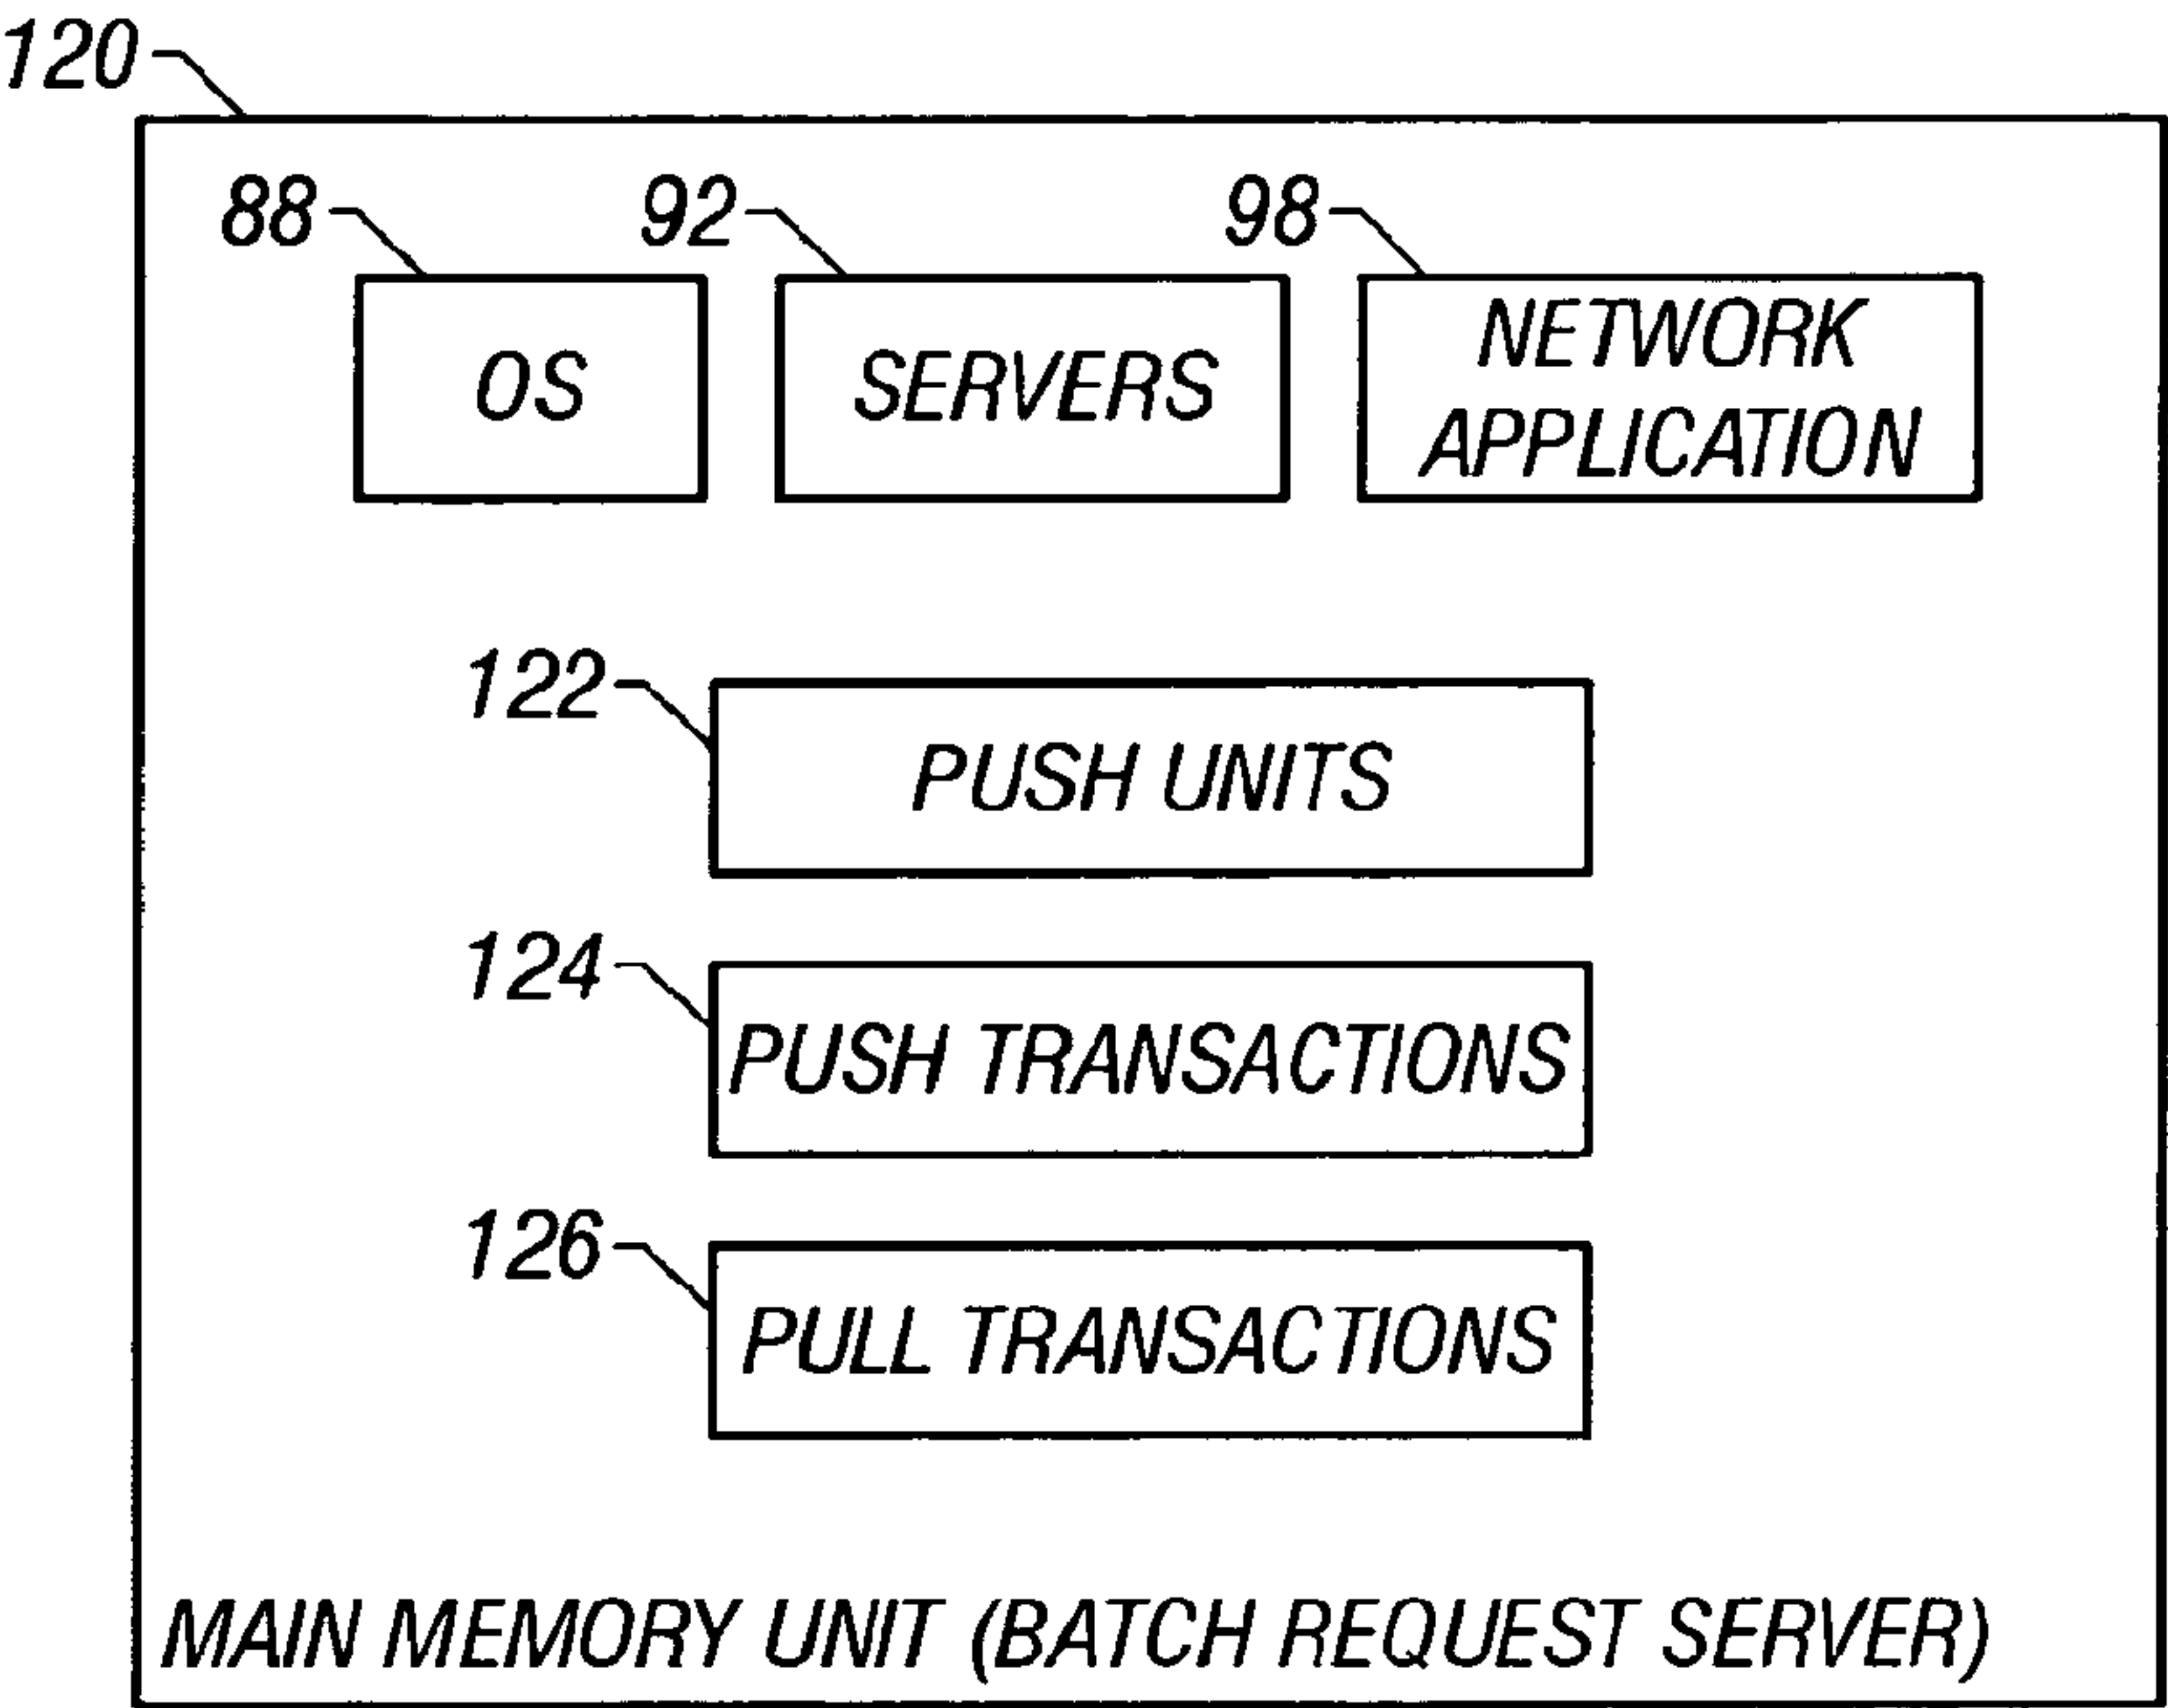 120
88
92
98
OS
SERVERS
NETWORK
APPLICATION
122
PUSH UNITS
124
PUSH TRANSACTIONS
126
PULL TRANSACTIONS
MAIN MEMORY UNIT (BATCH REQUEST SERVER)